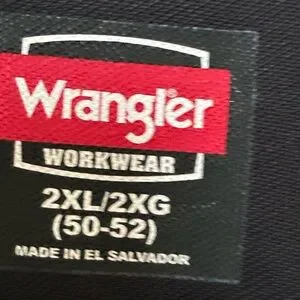 Wrangler
WORKWEAR
2XL/2XG
(50-52)
MADE IN EL SALVADOR